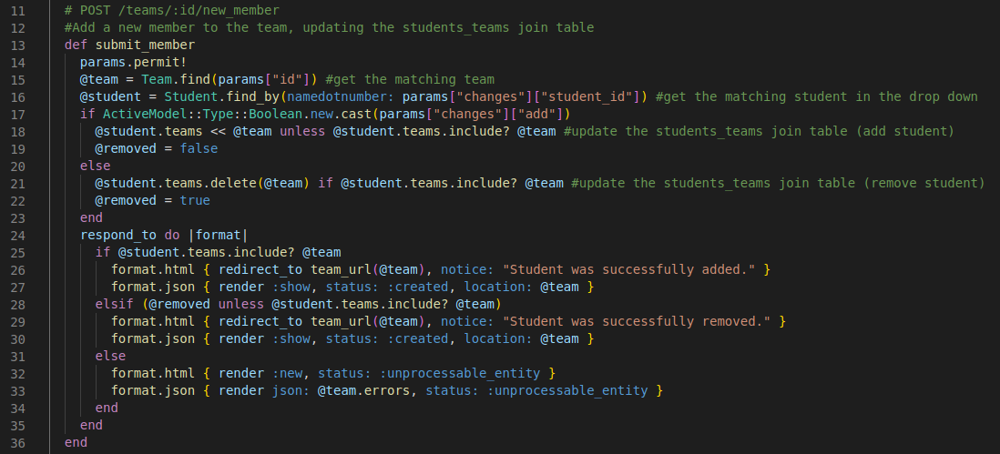 11 # POST /teams/:id/new_member
12 #Add a new member to the team, updating the students_teams join table
13 def submit_member
14 params.permit!
15 @team = Team.find(params["id"]) #get the matching team
16 @student = Student.find_by(namedotnumber: params["changes"]["student_id"]) #get the matching student in the drop down
17 if ActiveModel::Type::Boolean.new.cast(params["changes"]["add"])
18 @student.teams << @team unless @student.teams.include? @team #update the students_teams join table (add student)
19 @removed = false
20 else
21 @student.teams.delete(@team) if @student.teams.include? @team #update the students_teams join table (remove student)
22 @removed = true
23 end
24 respond_to do |format|
25 if @student.teams.include? @team
26 format.html { redirect_to team_url(@team), notice: "Student was successfully added." }
27 format.json { render :show, status: :created, location: @team }
28 elsif (@removed unless @student.teams.include? @team)
29 format.html { redirect_to team_url(@team), notice: "Student was successfully removed." }
30 format.json { render :show, status: :created, location: @team }
31 else
32 format.html { render :new, status: :unprocessable_entity }
33 format.json { render json: @team.errors, status: :unprocessable_entity }
34 end
35 end
36 end